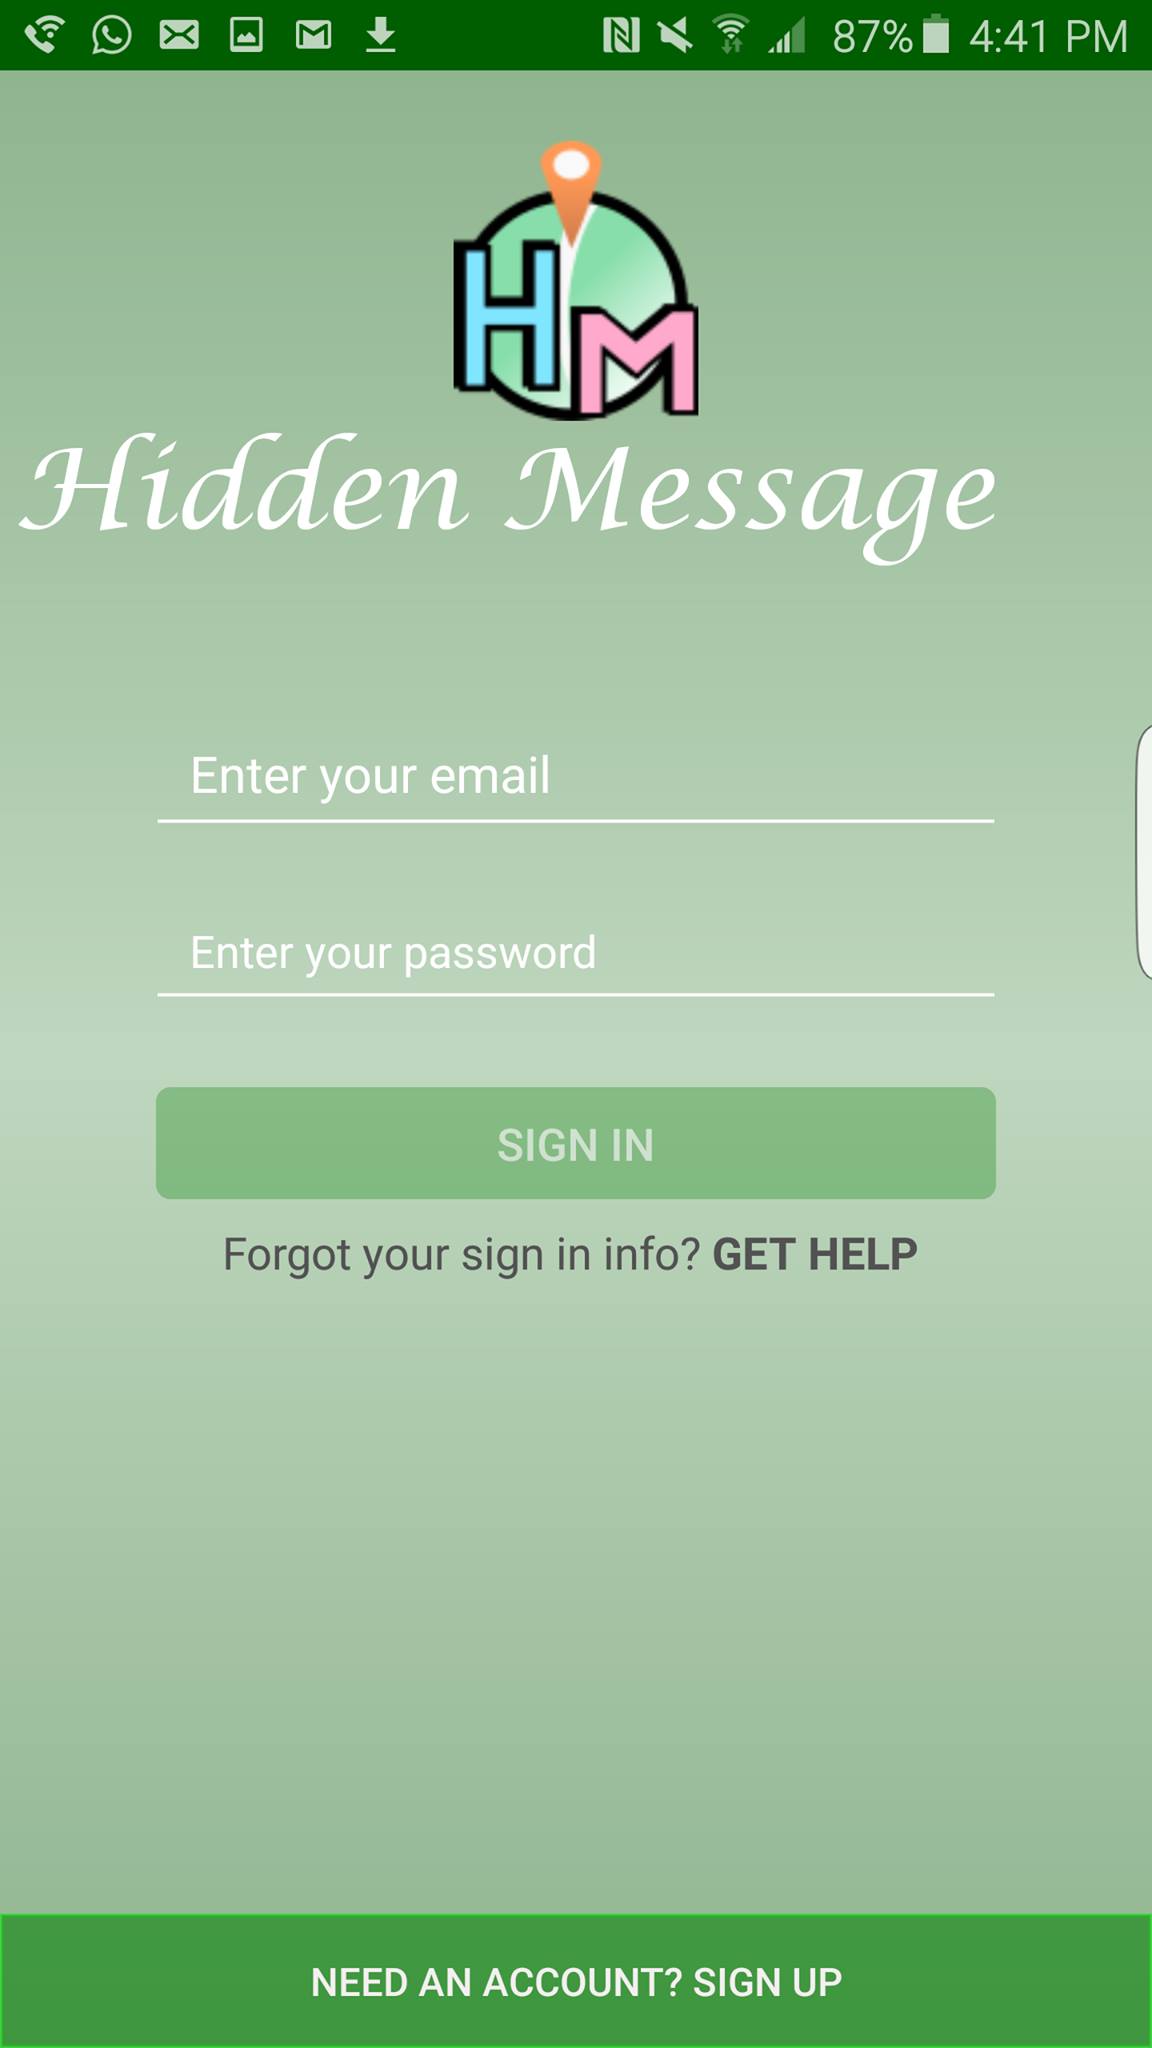 87% 4:41 PM
HM
Hidden Message
Enter your email
Enter your password
SIGN IN
Forgot your sign in info? GET HELP
NEED AN ACCOUNT? SIGN UP